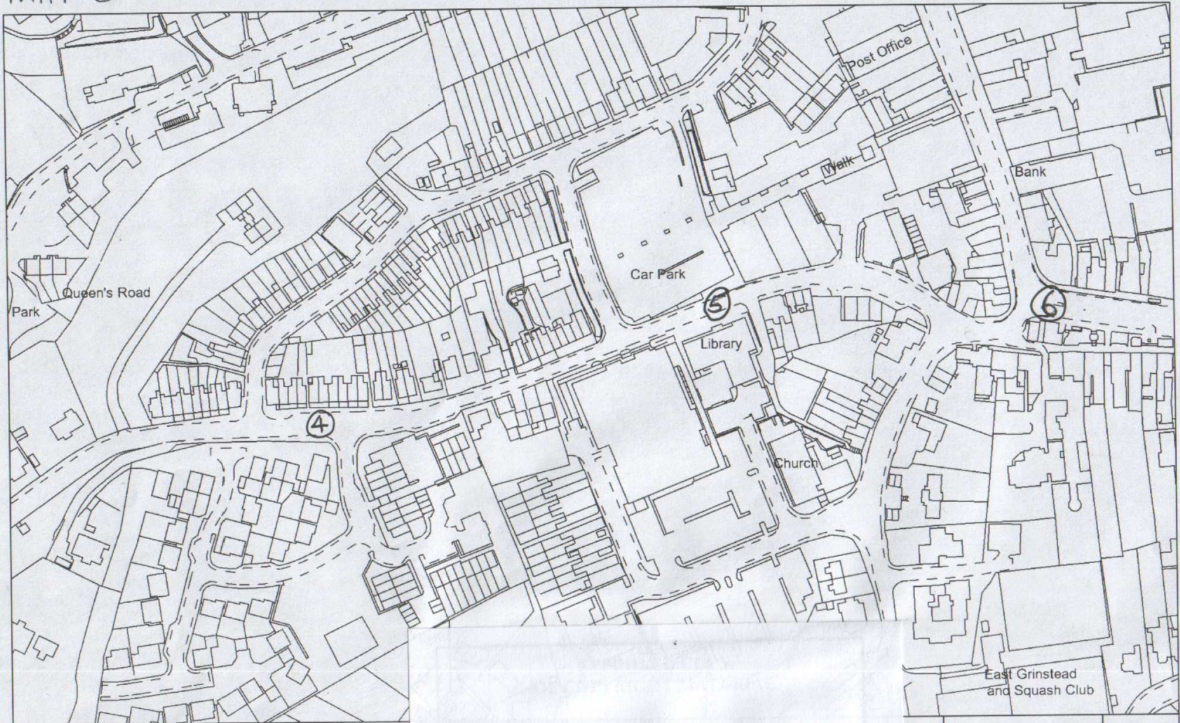 Post Office
Walk
Bank
Car Park
Queen's Road
Park
⑤
⑥
Library
④
Church
East Grinstead
and Squash Club